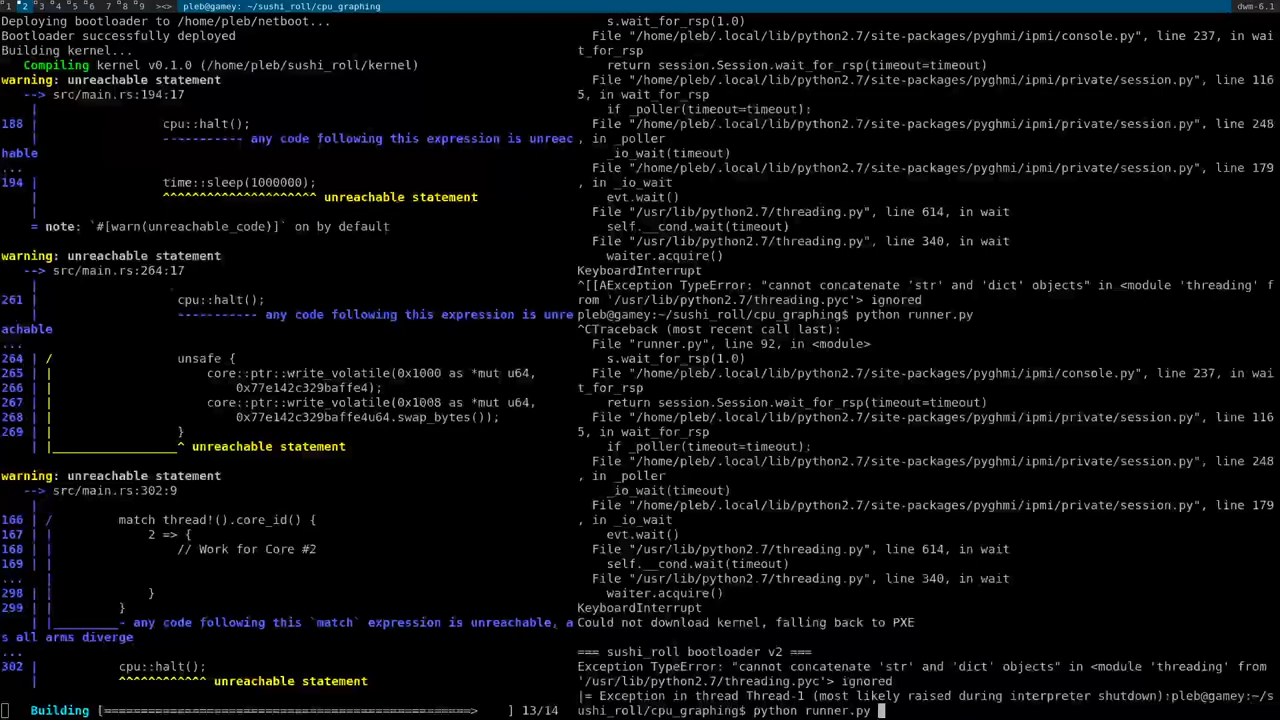 1 2 3 4 5 6 7 8 9 ><> pleb@gamey: ~/sushi_roll/cpu_graphing dwm-6.1
Deploying bootloader to /home/pleb/netboot...
Bootloader successfully deployed
Building kernel...
Compiling kernel v0.1.0 (/home/pleb/sushi_roll/kernel)
warning: unreachable statement
--> src/main.rs:194:17
|
188 | cpu::halt();
| ----------- any code following this expression is unreac
hable
...
194 | time::sleep(1000000);
| ^^^^^^^^^^^^^^^^^^^^^ unreachable statement
|
= note: `#[warn(unreachable_code)]` on by default
warning: unreachable statement
--> src/main.rs:264:17
|
261 | cpu::halt();
| ----------- any code following this expression is unre
achable
...
264 | / unsafe {
265 | | core::ptr::write_volatile(0x1000 as *mut u64,
266 | | 0x77e142c329baffe4);
267 | | core::ptr::write_volatile(0x1008 as *mut u64,
268 | | 0x77e142c329baffe4u64.swap_bytes());
269 | | }
| |_________________^ unreachable statement
warning: unreachable statement
--> src/main.rs:302:9
|
166 | / match thread!().core_id() {
167 | | 2 => {
168 | | // Work for Core #2
169 | |
... |
298 | | }
299 | | }
| |_________- any code following this `match` expression is unreachable, a
s all arms diverge
...
302 | cpu::halt();
| ^^^^^^^^^^^^ unreachable statement
Building [==================================================> ] 13/14
s.wait_for_rsp(1.0)
File "/home/pleb/.local/lib/python2.7/site-packages/pyghmi/ipmi/console.py", line 237, in wai
t_for_rsp
return session.Session.wait_for_rsp(timeout=timeout)
File "/home/pleb/.local/lib/python2.7/site-packages/pyghmi/ipmi/private/session.py", line 116
5, in wait_for_rsp
if _poller(timeout=timeout):
File "/home/pleb/.local/lib/python2.7/site-packages/pyghmi/ipmi/private/session.py", line 248
, in _poller
_io_wait(timeout)
File "/home/pleb/.local/lib/python2.7/site-packages/pyghmi/ipmi/private/session.py", line 179
, in _io_wait
evt.wait()
File "/usr/lib/python2.7/threading.py", line 614, in wait
self.__cond.wait(timeout)
File "/usr/lib/python2.7/threading.py", line 340, in wait
waiter.acquire()
KeyboardInterrupt
^[[AException TypeError: "cannot concatenate 'str' and 'dict' objects" in <module 'threading' f
rom '/usr/lib/python2.7/threading.pyc'> ignored
pleb@gamey:~/sushi_roll/cpu_graphing$ python runner.py
^CTraceback (most recent call last):
File "runner.py", line 92, in <module>
s.wait_for_rsp(1.0)
File "/home/pleb/.local/lib/python2.7/site-packages/pyghmi/ipmi/console.py", line 237, in wai
t_for_rsp
return session.Session.wait_for_rsp(timeout=timeout)
File "/home/pleb/.local/lib/python2.7/site-packages/pyghmi/ipmi/private/session.py", line 116
5, in wait_for_rsp
if _poller(timeout=timeout):
File "/home/pleb/.local/lib/python2.7/site-packages/pyghmi/ipmi/private/session.py", line 248
, in _poller
_io_wait(timeout)
File "/home/pleb/.local/lib/python2.7/site-packages/pyghmi/ipmi/private/session.py", line 179
, in _io_wait
evt.wait()
File "/usr/lib/python2.7/threading.py", line 614, in wait
self.__cond.wait(timeout)
File "/usr/lib/python2.7/threading.py", line 340, in wait
waiter.acquire()
KeyboardInterrupt
Could not download kernel, falling back to PXE
=== sushi_roll bootloader v2 ===
Exception TypeError: "cannot concatenate 'str' and 'dict' objects" in <module 'threading' from
'/usr/lib/python2.7/threading.pyc'> ignored
|= Exception in thread Thread-1 (most likely raised during interpreter shutdown):pleb@gamey:~/s
ushi_roll/cpu_graphing$ python runner.py